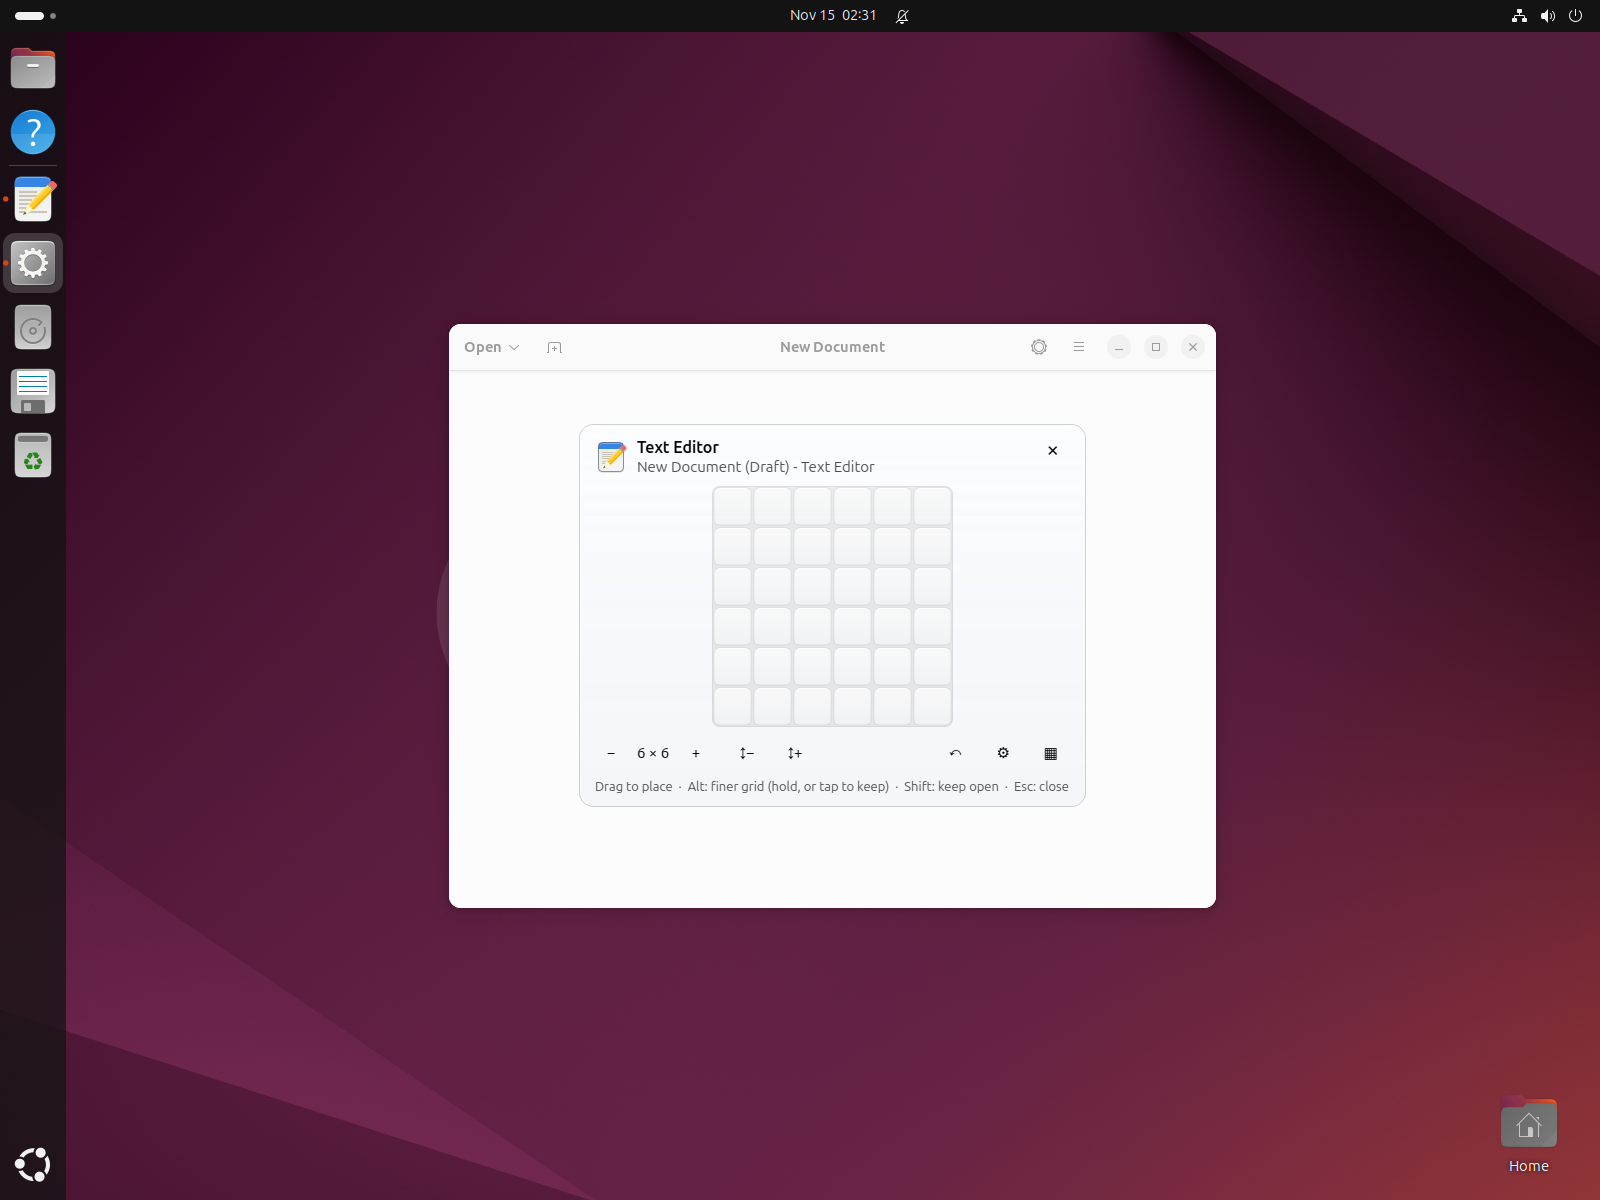 Nov 15 02:31
Open
New Document
Text Editor
New Document (Draft) - Text Editor
− 6 × 6 + ↕− ↕+
Drag to place · Alt: finer grid (hold, or tap to keep) · Shift: keep open · Esc: close
Home